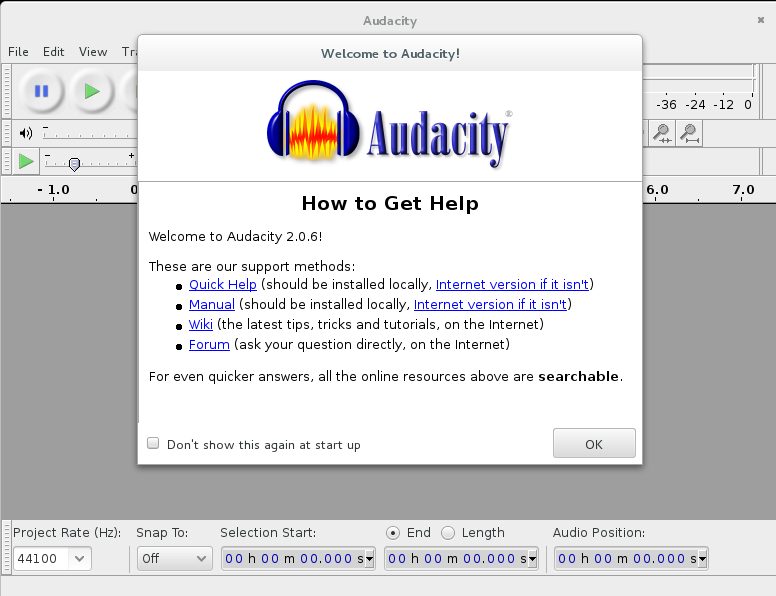 Audacity
File Edit View
Welcome to Audacity!
-36 -24 -12 0
Audacity®
- 1.0 0 6.0 7.0
How to Get Help
Welcome to Audacity 2.0.6!
These are our support methods:
Quick Help (should be installed locally, Internet version if it isn't)
Manual (should be installed locally, Internet version if it isn't)
Wiki (the latest tips, tricks and tutorials, on the Internet)
Forum (ask your question directly, on the Internet)
For even quicker answers, all the online resources above are searchable.
Don't show this again at start up
OK
Project Rate (Hz): Snap To: Selection Start: End Length Audio Position:
44100 Off 00 h 00 m 00.000 s 00 h 00 m 00.000 s 00 h 00 m 00.000 s